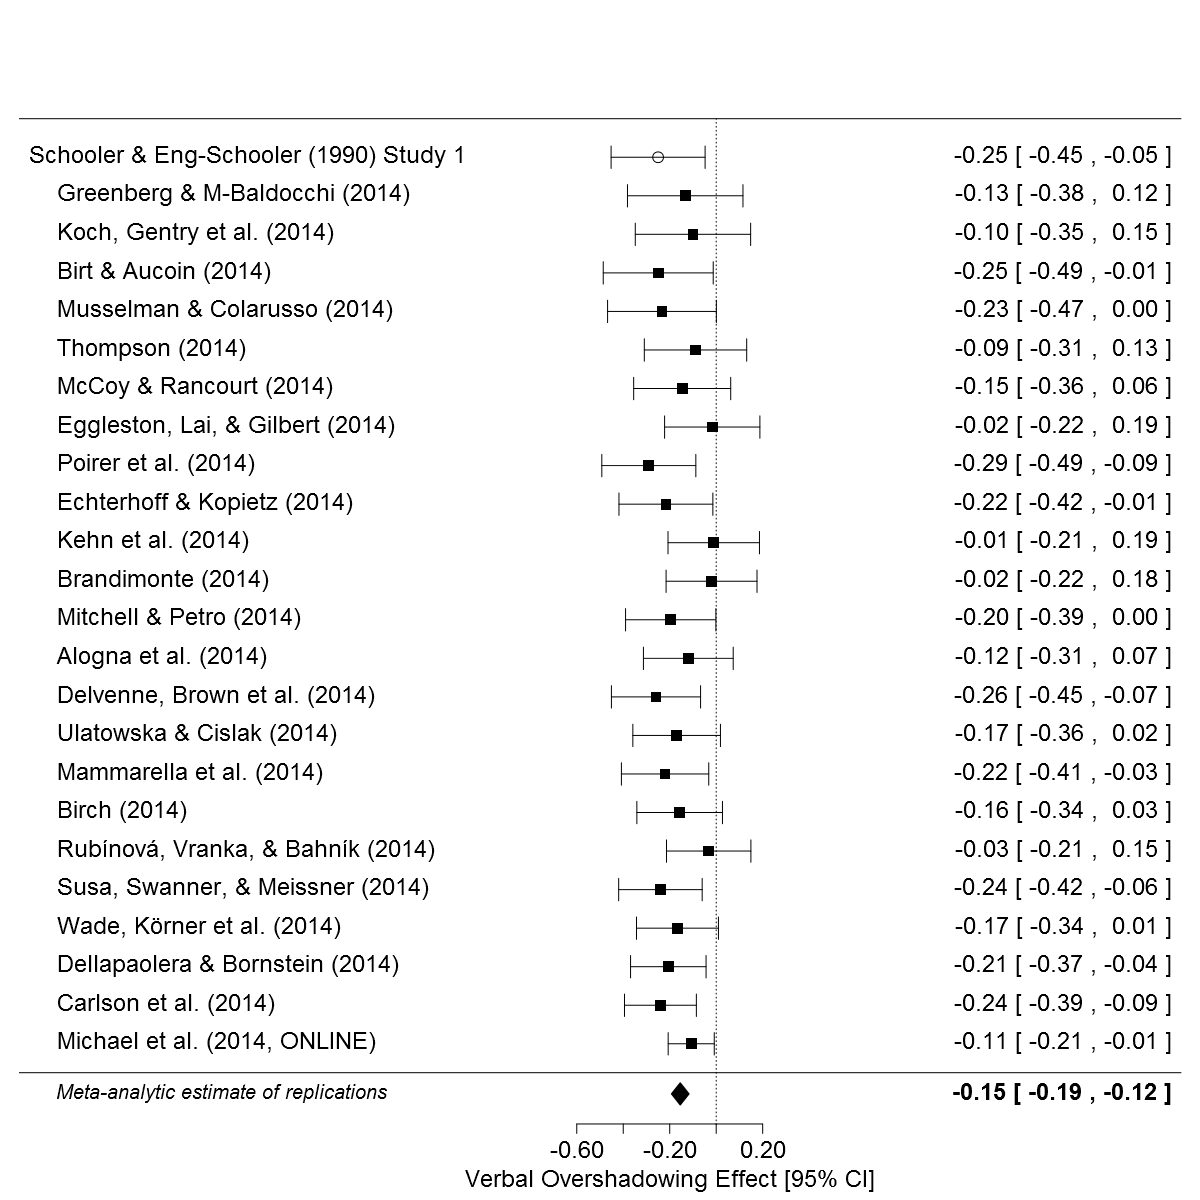 Schooler & Eng-Schooler (1990) Study 1 -0.25 [ -0.45 , -0.05 ]
Greenberg & M-Baldocchi (2014) -0.13 [ -0.38 , 0.12 ]
Koch, Gentry et al. (2014) -0.10 [ -0.35 , 0.15 ]
Birt & Aucoin (2014) -0.25 [ -0.49 , -0.01 ]
Musselman & Colarusso (2014) -0.23 [ -0.47 , 0.00 ]
Thompson (2014) -0.09 [ -0.31 , 0.13 ]
McCoy & Rancourt (2014) -0.15 [ -0.36 , 0.06 ]
Eggleston, Lai, & Gilbert (2014) -0.02 [ -0.22 , 0.19 ]
Poirer et al. (2014) -0.29 [ -0.49 , -0.09 ]
Echterhoff & Kopietz (2014) -0.22 [ -0.42 , -0.01 ]
Kehn et al. (2014) -0.01 [ -0.21 , 0.19 ]
Brandimonte (2014) -0.02 [ -0.22 , 0.18 ]
Mitchell & Petro (2014) -0.20 [ -0.39 , 0.00 ]
Alogna et al. (2014) -0.12 [ -0.31 , 0.07 ]
Delvenne, Brown et al. (2014) -0.26 [ -0.45 , -0.07 ]
Ulatowska & Cislak (2014) -0.17 [ -0.36 , 0.02 ]
Mammarella et al. (2014) -0.22 [ -0.41 , -0.03 ]
Birch (2014) -0.16 [ -0.34 , 0.03 ]
Rubínová, Vranka, & Bahník (2014) -0.03 [ -0.21 , 0.15 ]
Susa, Swanner, & Meissner (2014) -0.24 [ -0.42 , -0.06 ]
Wade, Körner et al. (2014) -0.17 [ -0.34 , 0.01 ]
Dellapaolera & Bornstein (2014) -0.21 [ -0.37 , -0.04 ]
Carlson et al. (2014) -0.24 [ -0.39 , -0.09 ]
Michael et al. (2014, ONLINE) -0.11 [ -0.21 , -0.01 ]
Meta-analytic estimate of replications -0.15 [ -0.19 , -0.12 ]
-0.60 -0.20 0.20
Verbal Overshadowing Effect [95% CI]